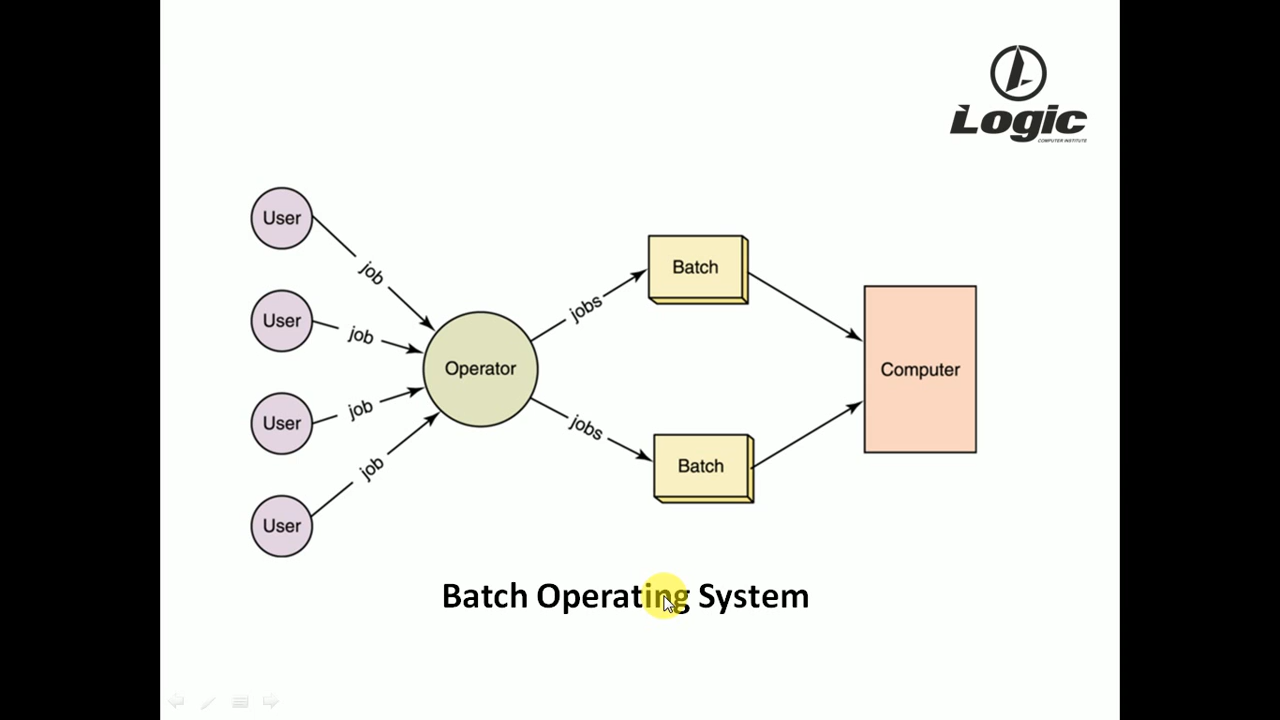 Logic
COMPUTER INSTITUTE
User
job
User
job
User
job
User
job
Operator
jobs
jobs
Batch
Batch
Computer
Batch Operating System